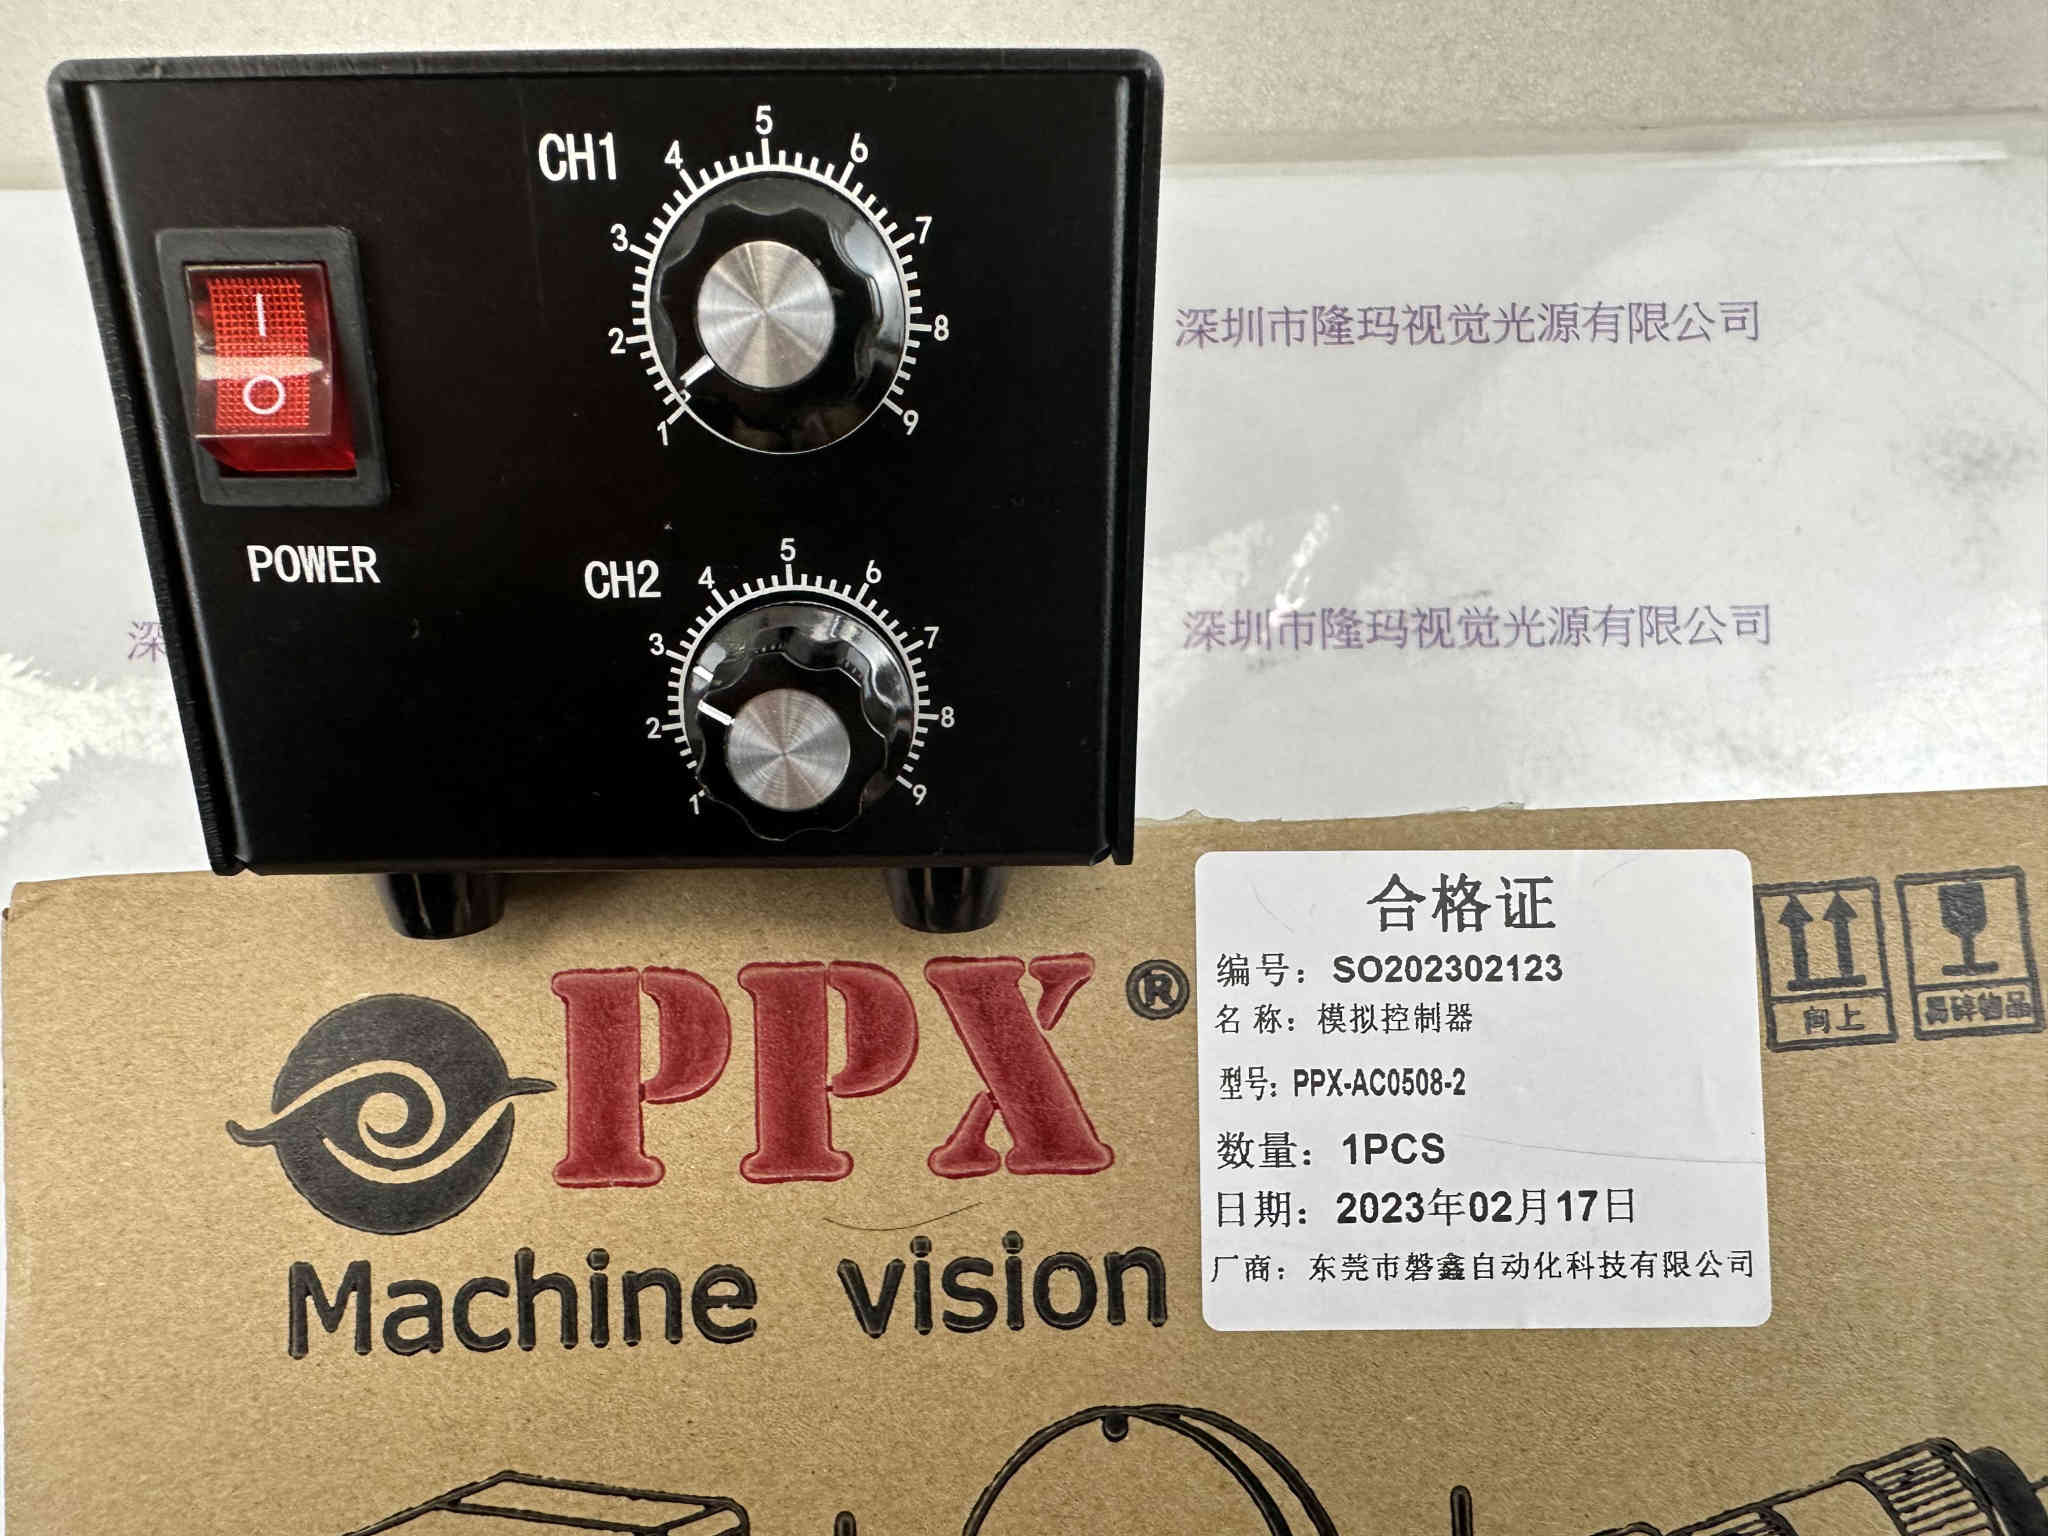 CH1
1
2
3
4
5
6
7
8
9
POWER
CH2
1
2
3
4
5
6
7
8
9
深圳市隆玛视觉光源有限公司
深圳市隆玛视觉光源有限公司
深
PPX®
Machine vision
合格证
编号：SO202302123
名称：模拟控制器
型号：PPX-AC0508-2
数量：1PCS
日期：2023年02月17日
厂商：东莞市磐鑫自动化科技有限公司
向上
易碎物品